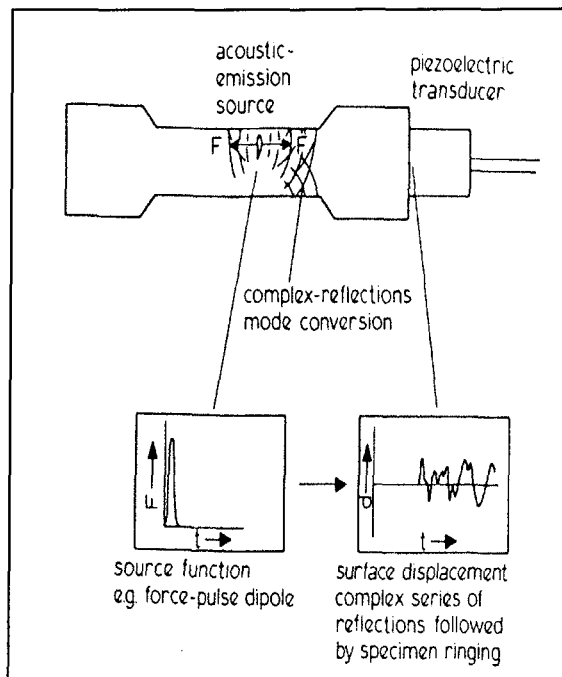 acoustic-
emission
source
piezoelectric
transducer
F F
complex-reflections
mode conversion
F
t
d
t
source function
e.g. force-pulse dipole
surface displacement
complex series of
reflections followed
by specimen ringing